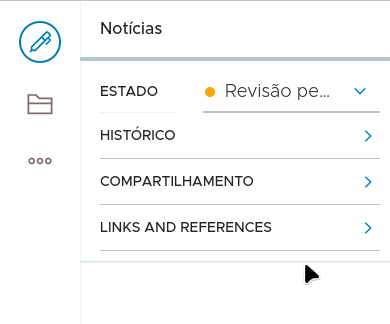 Notícias
ESTADO Revisão pe...
HISTÓRICO
COMPARTILHAMENTO
LINKS AND REFERENCES